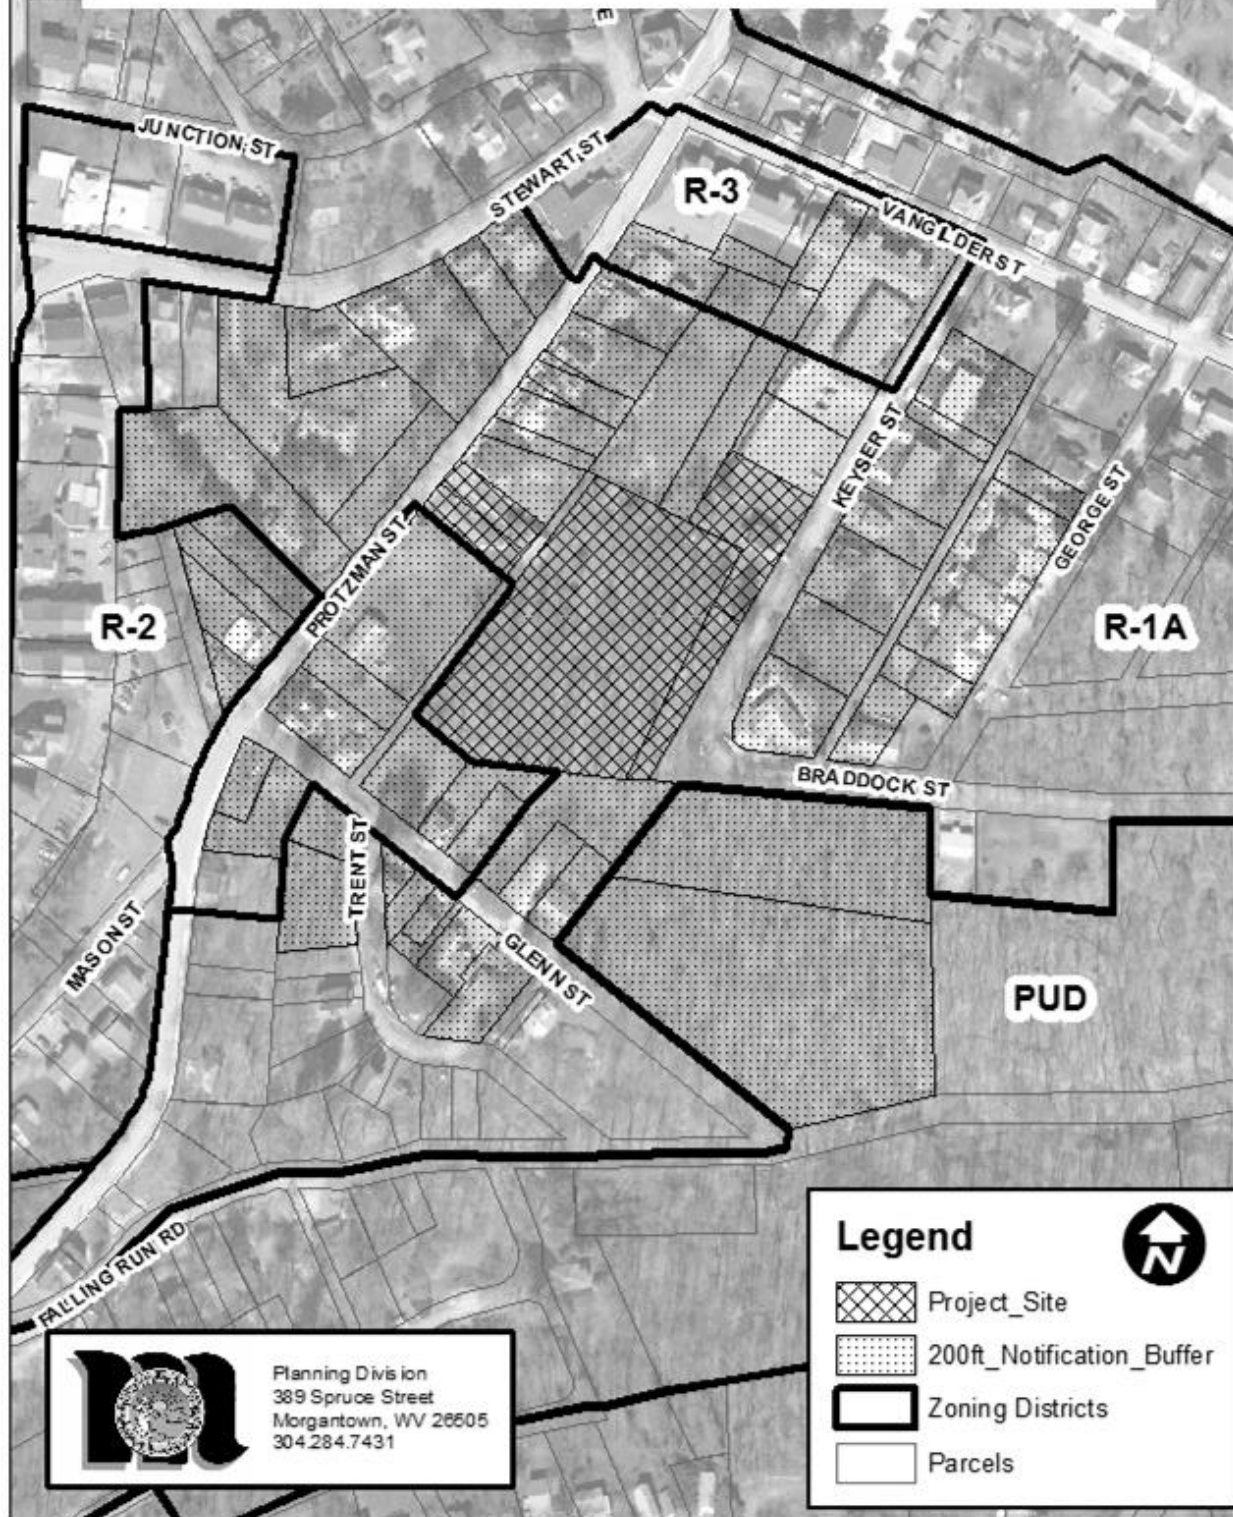 E
JUNCTION ST
STEWART ST
R-3
VANGILDER ST
KEYSER ST
GEORGE ST
PROTZMAN ST
R-2
R-1A
BRADDOCK ST
TRENT ST
MASON ST
GLENN ST
PUD
FALLING RUN RD
Legend
N
Project_Site
200ft_Notification_Buffer
Zoning Districts
Parcels
m
Planning Division
389 Spruce Street
Morgantown, WV 26505
304.284.7431